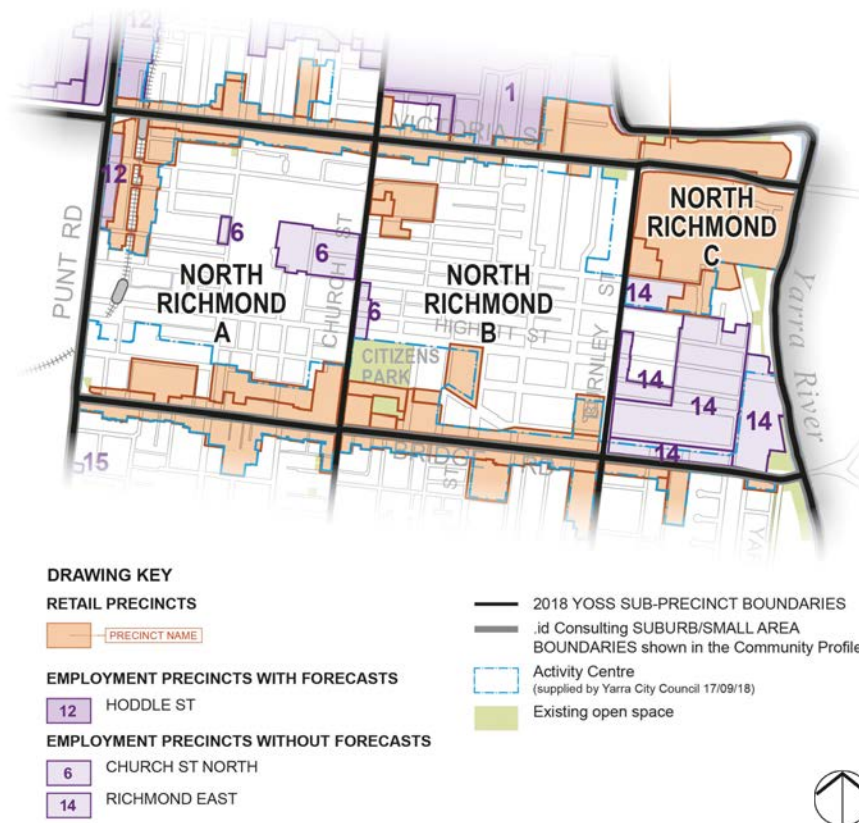 12
1
VICTORIA ST
12
NORTH
RICHMOND
C
6
6
PUNT RD
CHURCH ST
NORTH
RICHMOND
A
NORTH
RICHMOND
B
14
6
HIGHETT ST
BURNLEY ST
Yarra River
CITIZENS
PARK
14
14
14
14
15
BRIDGE RD
ST
DRAWING KEY
RETAIL PRECINCTS
PRECINCT NAME
EMPLOYMENT PRECINCTS WITH FORECASTS
12 HODDLE ST
EMPLOYMENT PRECINCTS WITHOUT FORECASTS
6 CHURCH ST NORTH
14 RICHMOND EAST
2018 YOSS SUB-PRECINCT BOUNDARIES
.id Consulting SUBURB/SMALL AREA
BOUNDARIES shown in the Community Profile
Activity Centre
(supplied by Yarra City Council 17/09/18)
Existing open space